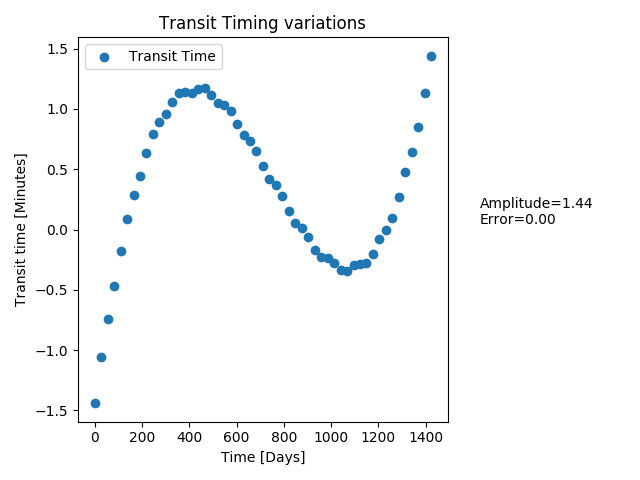 Transit Timing variations
Transit Time
1.5
1.0
0.5
0.0
−0.5
−1.0
−1.5
Transit time [Minutes]
0
200
400
600
800
1000
1200
1400
Time [Days]
Amplitude=1.44
Error=0.00